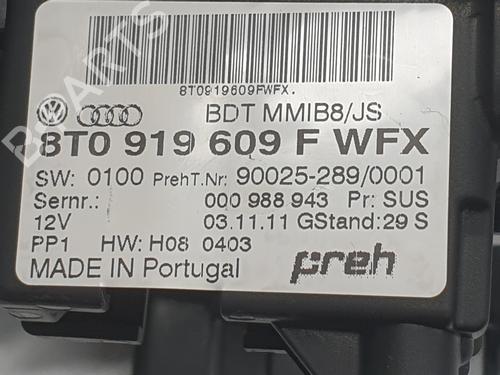 8T0919609FWFX.
BDT MMIB8/JS
8T0 919 609 F WFX
SW: 0100 PrehT.Nr: 90025-289/0001
Sernr.: 000 988 943 Pr: SUS
12V 03.11.11 GStand: 29 S
PP1 HW: H08 0403
MADE IN Portugal preh